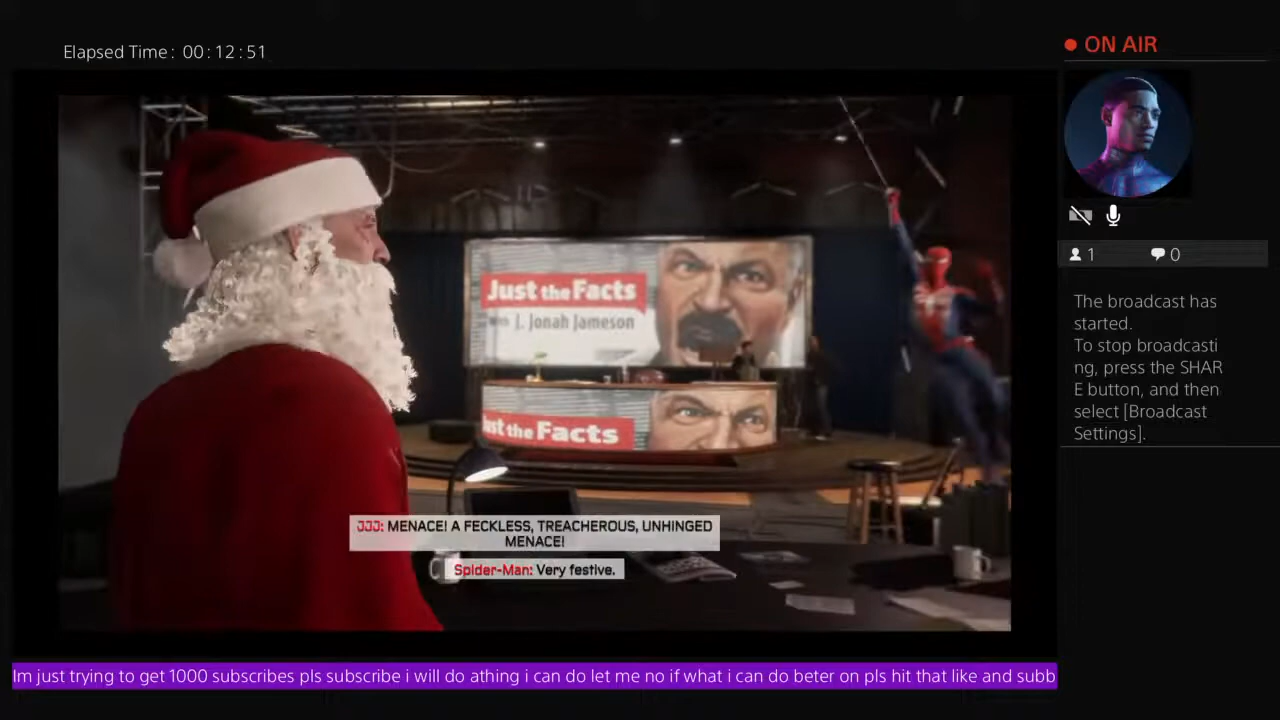 Elapsed Time: 00:12:51
ON AIR
1
0
The broadcast has
started.
To stop broadcasti
ng, press the SHAR
E button, and then
select [Broadcast
Settings].
Just the Facts
with J. Jonah Jameson
Just the Facts
JJJ: MENACE! A FECKLESS, TREACHEROUS, UNHINGED
MENACE!
Spider-Man: Very festive.
Im just trying to get 1000 subscribes pls subscribe i will do athing i can do let me no if what i can do beter on pls hit that like and subb